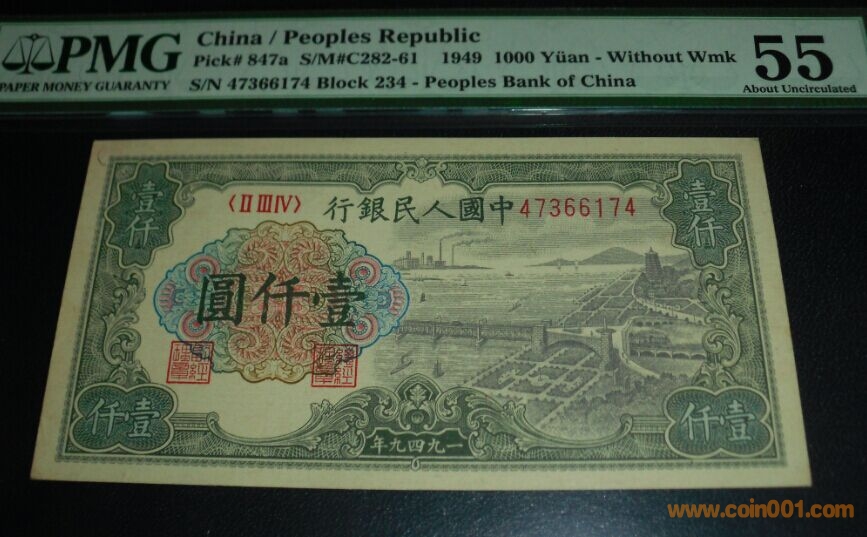 PMG
PAPER MONEY GUARANTY
China / Peoples Republic
Pick# 847a S/M#C282-61 1949 1000 Yüan - Without Wmk
S/N 47366174 Block 234 - Peoples Bank of China
55
About Uncirculated
壹仟
〈II III IV〉
行銀民人國中
47366174
壹仟
圓仟壹
仟壹
年九四九一
仟壹
www.coin001.com